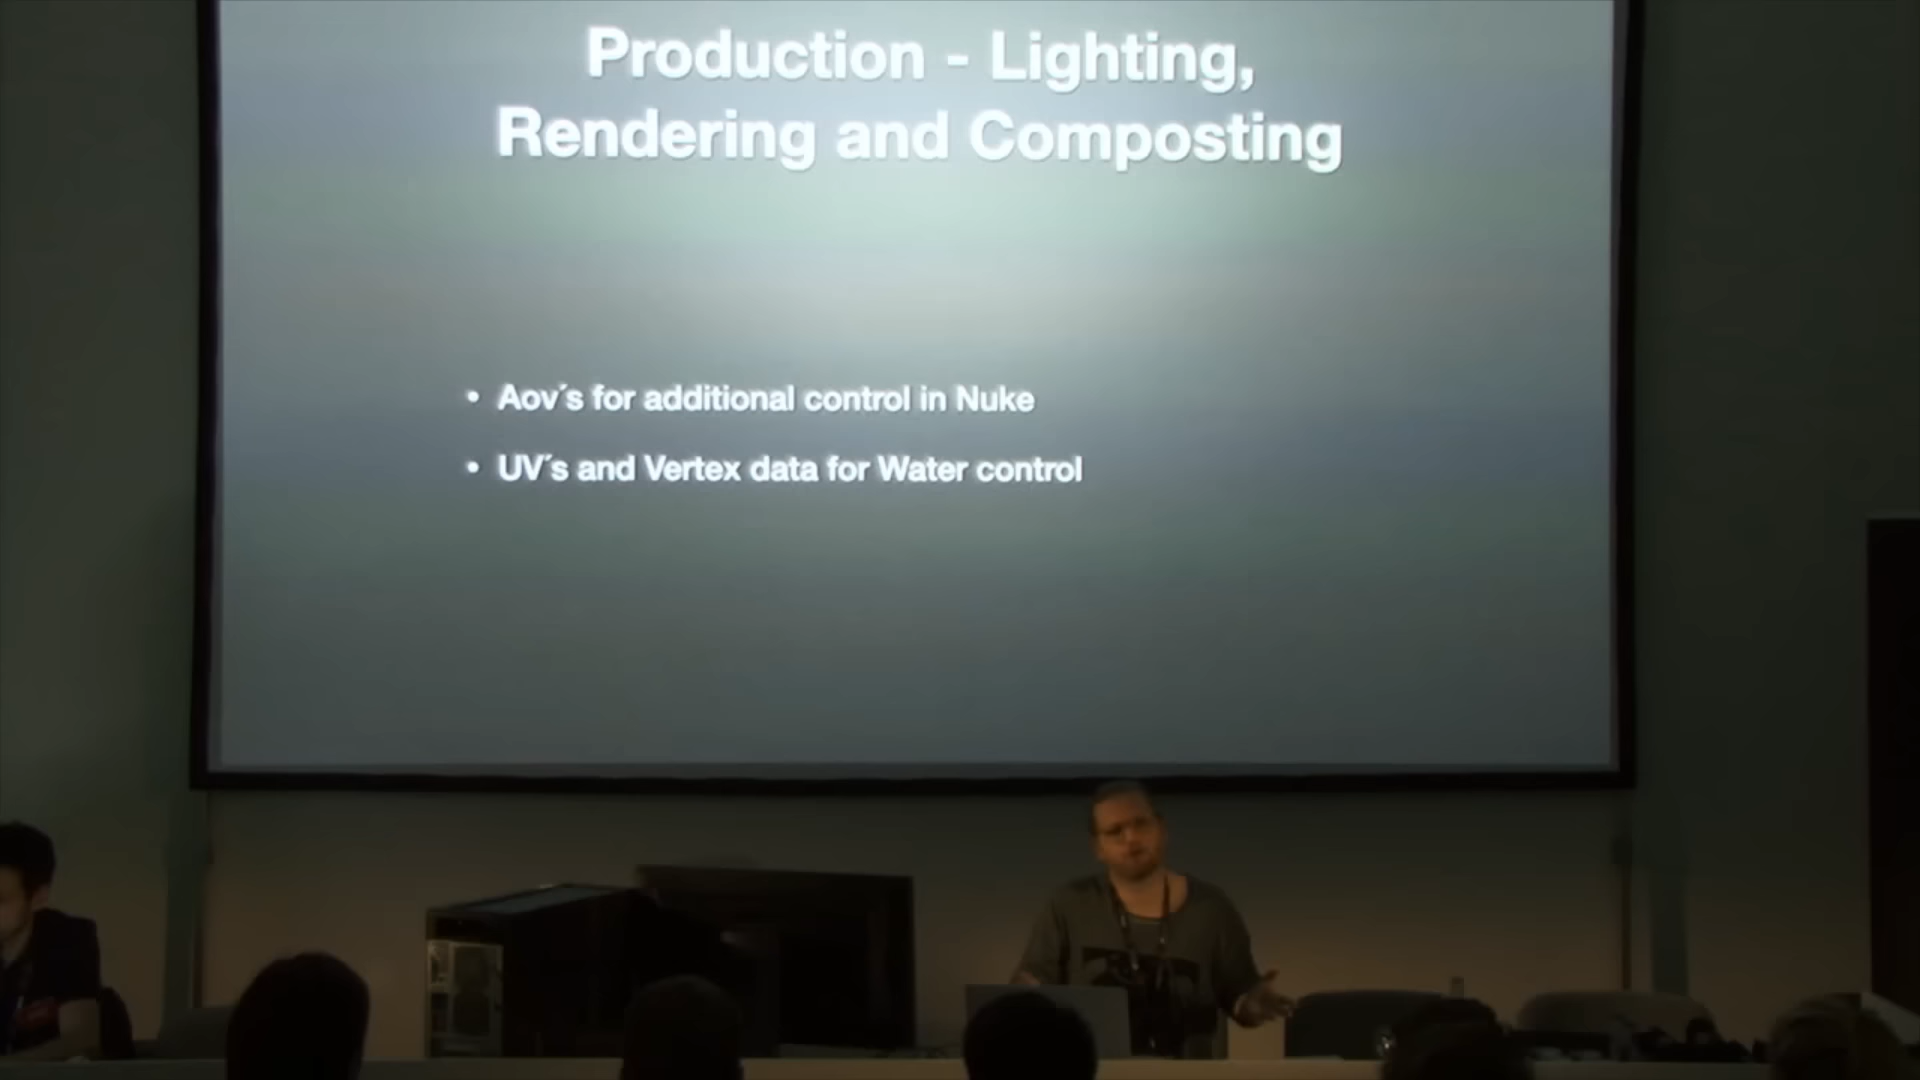 Production - Lighting,
Rendering and Composting
• Aov´s for additional control in Nuke
• UV´s and Vertex data for Water control